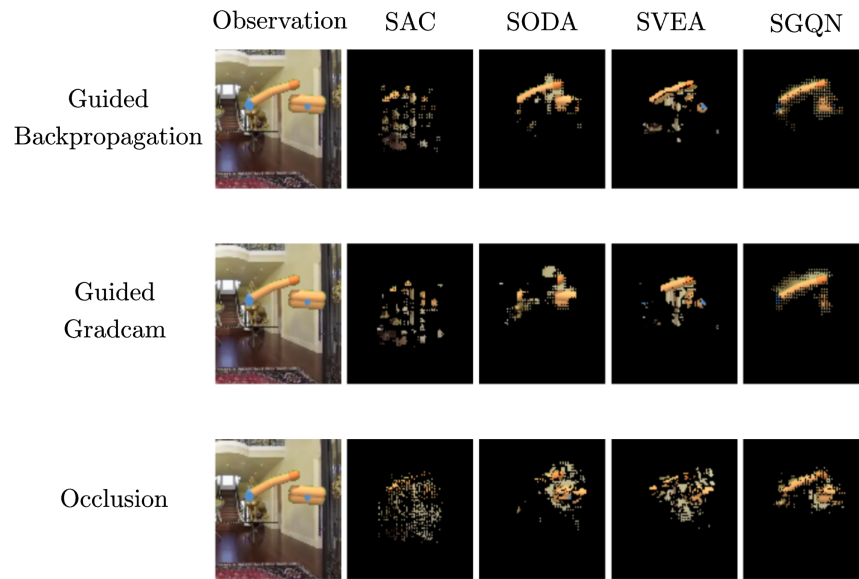 Observation SAC SODA SVEA SGQN
Guided
Backpropagation
Guided
Gradcam
Occlusion